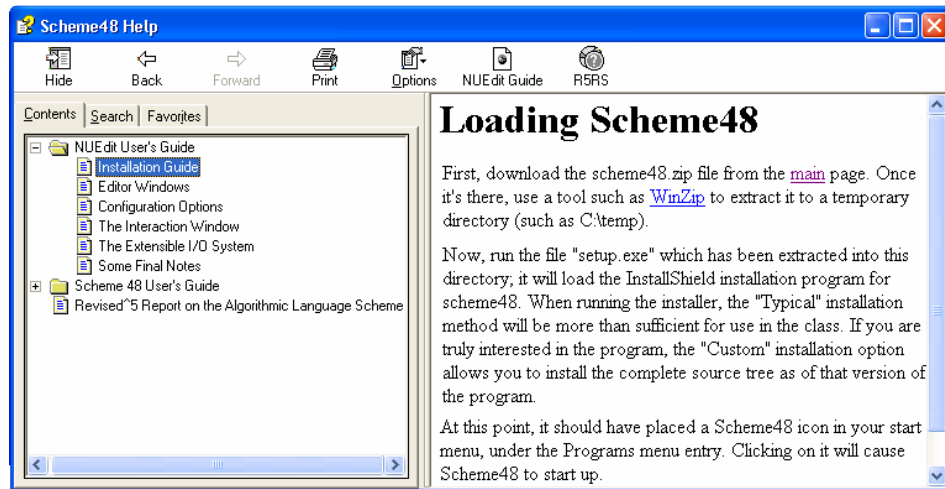 Scheme48 Help
Hide Back Forward Print Options NUEdit Guide R5RS
Contents Search Favorites
NUEdit User's Guide
Installation Guide
Editor Windows
Configuration Options
The Interaction Window
The Extensible I/O System
Some Final Notes
Scheme 48 User's Guide
Revised^5 Report on the Algorithmic Language Scheme
Loading Scheme48
First, download the scheme48.zip file from the main page. Once
it's there, use a tool such as WinZip to extract it to a temporary
directory (such as C:\temp).
Now, run the file "setup.exe" which has been extracted into this
directory; it will load the InstallShield installation program for
scheme48. When running the installer, the "Typical" installation
method will be more than sufficient for use in the class. If you are
truly interested in the program, the "Custom" installation option
allows you to install the complete source tree as of that version of
the program.
At this point, it should have placed a Scheme48 icon in your start
menu, under the Programs menu entry. Clicking on it will cause
Scheme48 to start up.